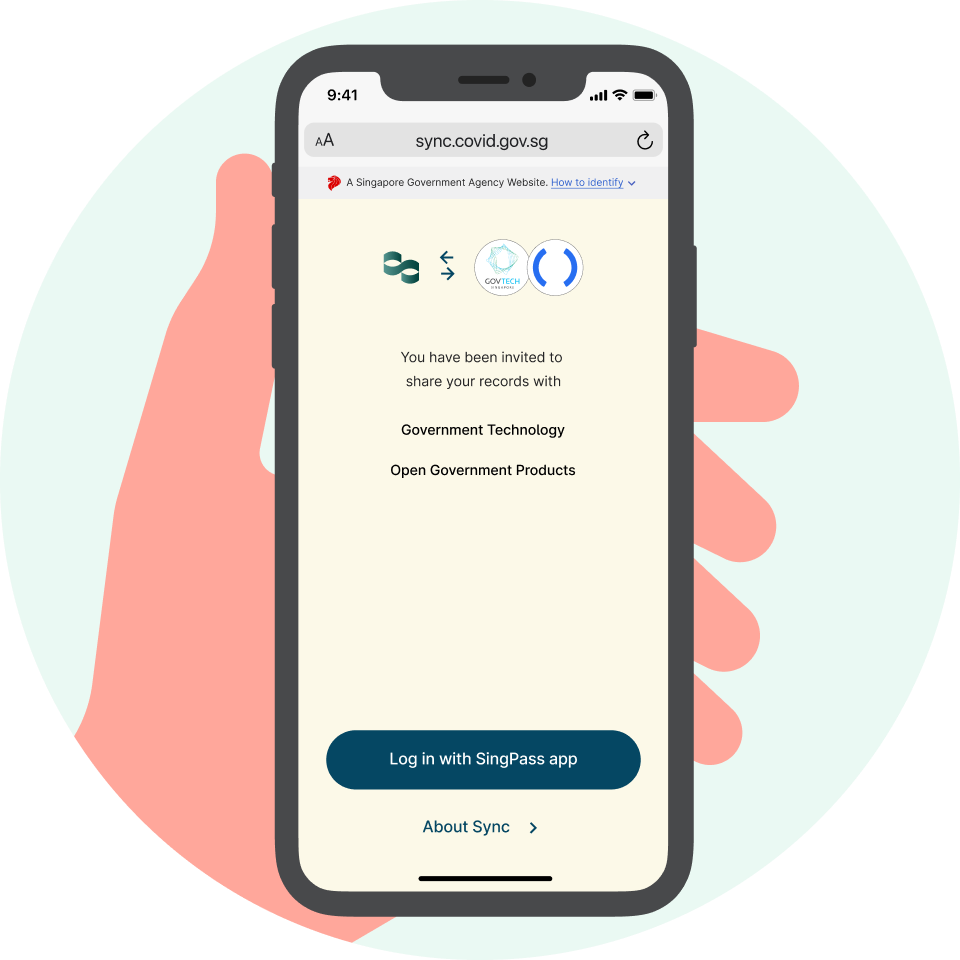 9:41
AA
sync.covid.gov.sg
A Singapore Government Agency Website. How to identify
GOVTECH
SINGAPORE
You have been invited to
share your records with
Government Technology
Open Government Products
Log in with SingPass app
About Sync